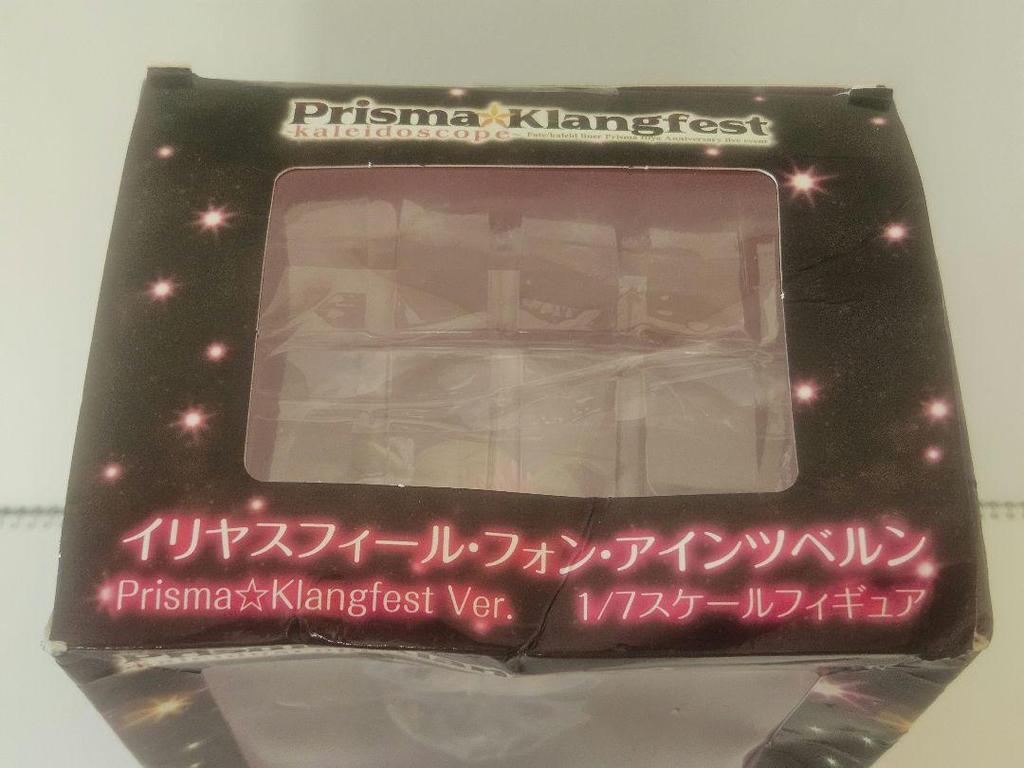 Prisma☆Klangfest
-kaleidoscope- Fate/kaleid liner Prisma Illya Anniversary live event
イリヤスフィール・フォン・アインツベルン
Prisma☆Klangfest Ver. 1/7スケールフィギュア